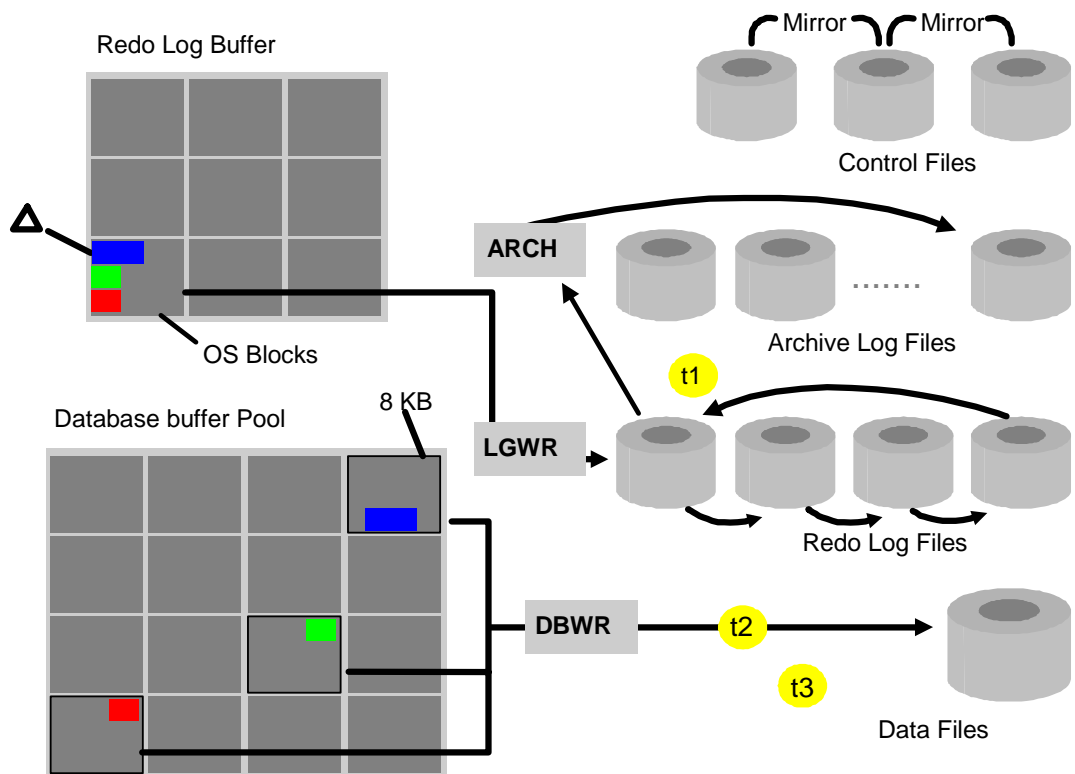 Mirror
Mirror
Redo Log Buffer
Control Files
ARCH
.......
Archive Log Files
OS Blocks
t1
8 KB
Database buffer Pool
LGWR
Redo Log Files
DBWR
t2
t3
Data Files